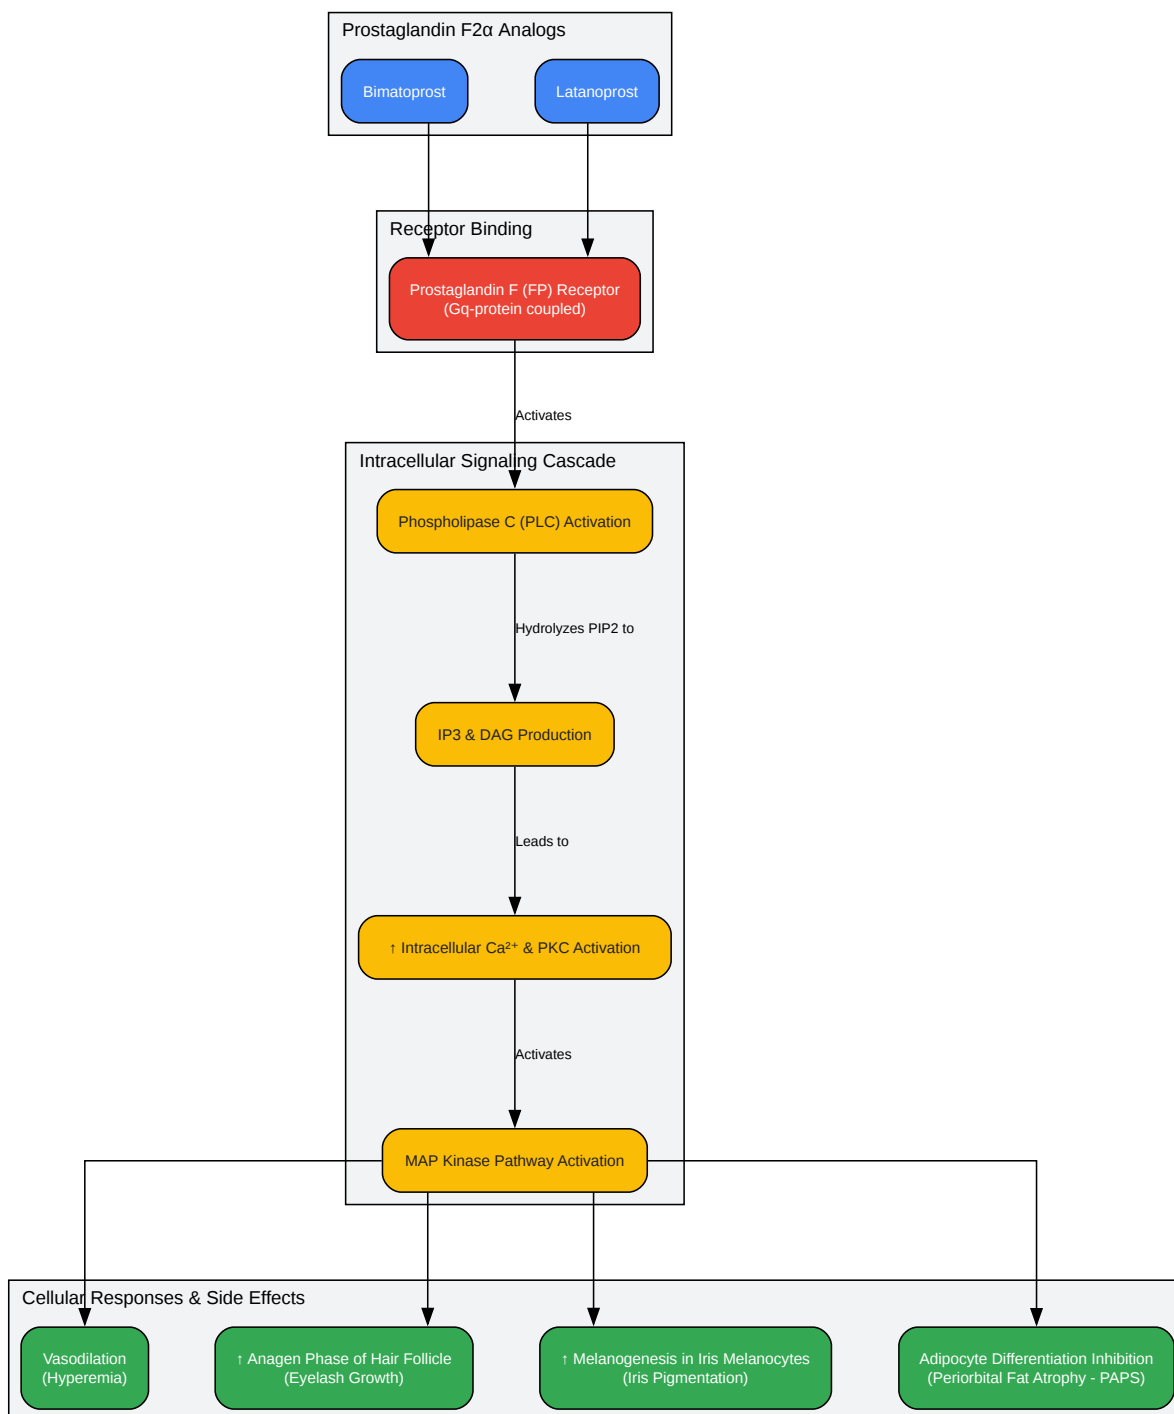 Prostaglandin F2α Analogs
Bimatoprost
Latanoprost
Receptor Binding
Prostaglandin F (FP) Receptor
(Gq-protein coupled)
Activates
Intracellular Signaling Cascade
Phospholipase C (PLC) Activation
Hydrolyzes PIP2 to
IP3 & DAG Production
Leads to
↑ Intracellular Ca²⁺ & PKC Activation
Activates
MAP Kinase Pathway Activation
Cellular Responses & Side Effects
Vasodilation
(Hyperemia)
↑ Anagen Phase of Hair Follicle
(Eyelash Growth)
↑ Melanogenesis in Iris Melanocytes
(Iris Pigmentation)
Adipocyte Differentiation Inhibition
(Periorbital Fat Atrophy - PAPS)